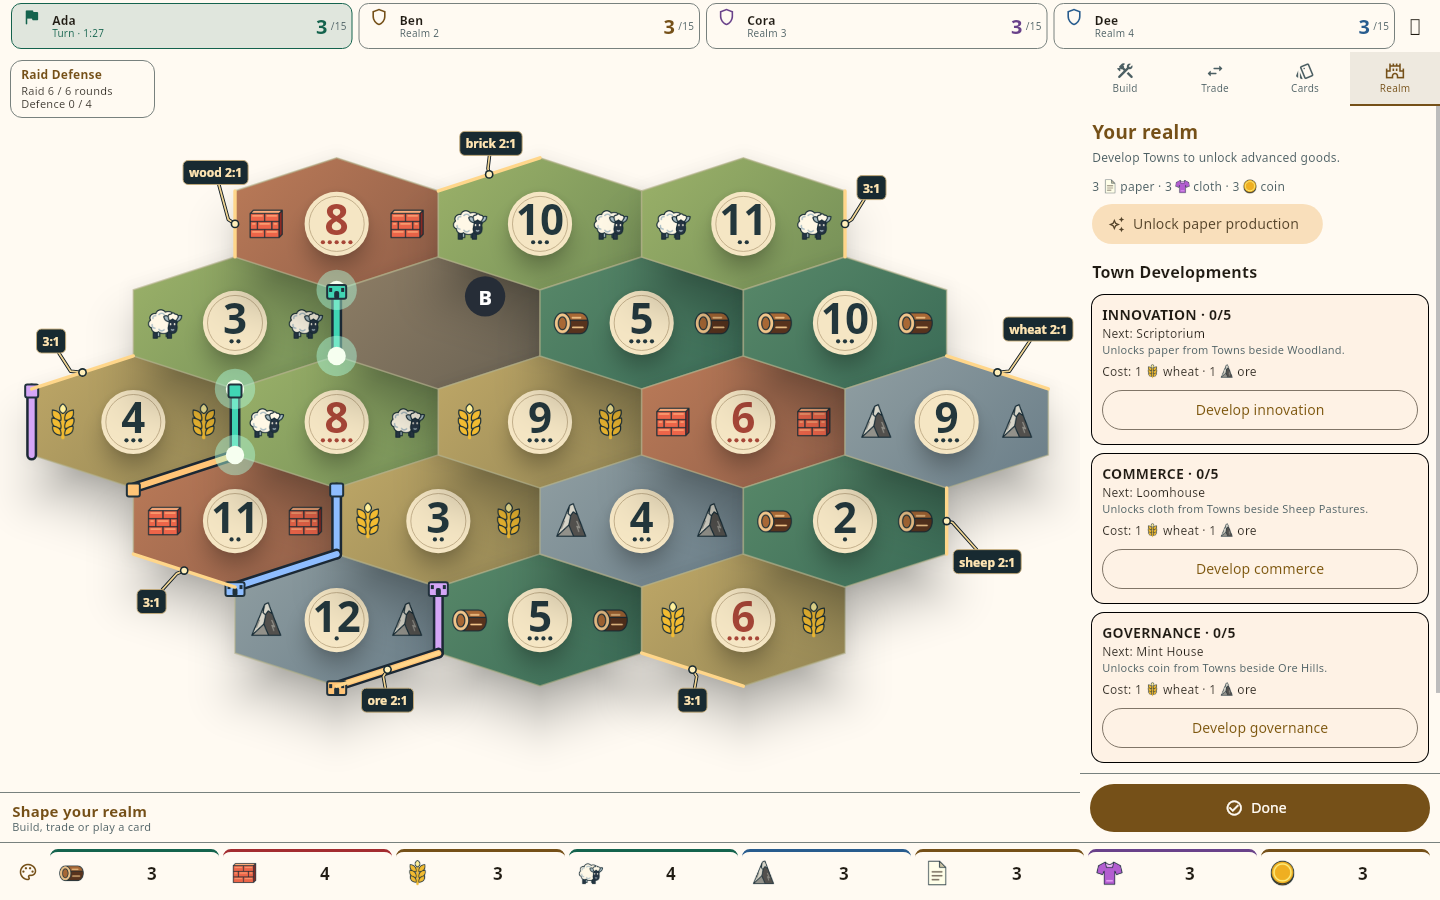 Ada
Turn · 1:27
3 /15
Ben
Realm 2
3 /15
Cora
Realm 3
3 /15
Dee
Realm 4
3 /15
Raid Defense
Raid 6 / 6 rounds
Defence 0 / 4
Build
Trade
Cards
Realm
brick 2:1
wood 2:1
3:1
8
10
11
B
3
5
10
3:1
wheat 2:1
4
8
9
6
9
11
3
4
2
sheep 2:1
3:1
12
5
6
ore 2:1
3:1
Your realm
Develop Towns to unlock advanced goods.
3 paper · 3 cloth · 3 coin
Unlock paper production
Town Developments
INNOVATION · 0/5
Next: Scriptorium
Unlocks paper from Towns beside Woodland.
Cost: 1 wheat · 1 ore
Develop innovation
COMMERCE · 0/5
Next: Loomhouse
Unlocks cloth from Towns beside Sheep Pastures.
Cost: 1 wheat · 1 ore
Develop commerce
GOVERNANCE · 0/5
Next: Mint House
Unlocks coin from Towns beside Ore Hills.
Cost: 1 wheat · 1 ore
Develop governance
Done
Shape your realm
Build, trade or play a card
3
4
3
4
3
3
3
3